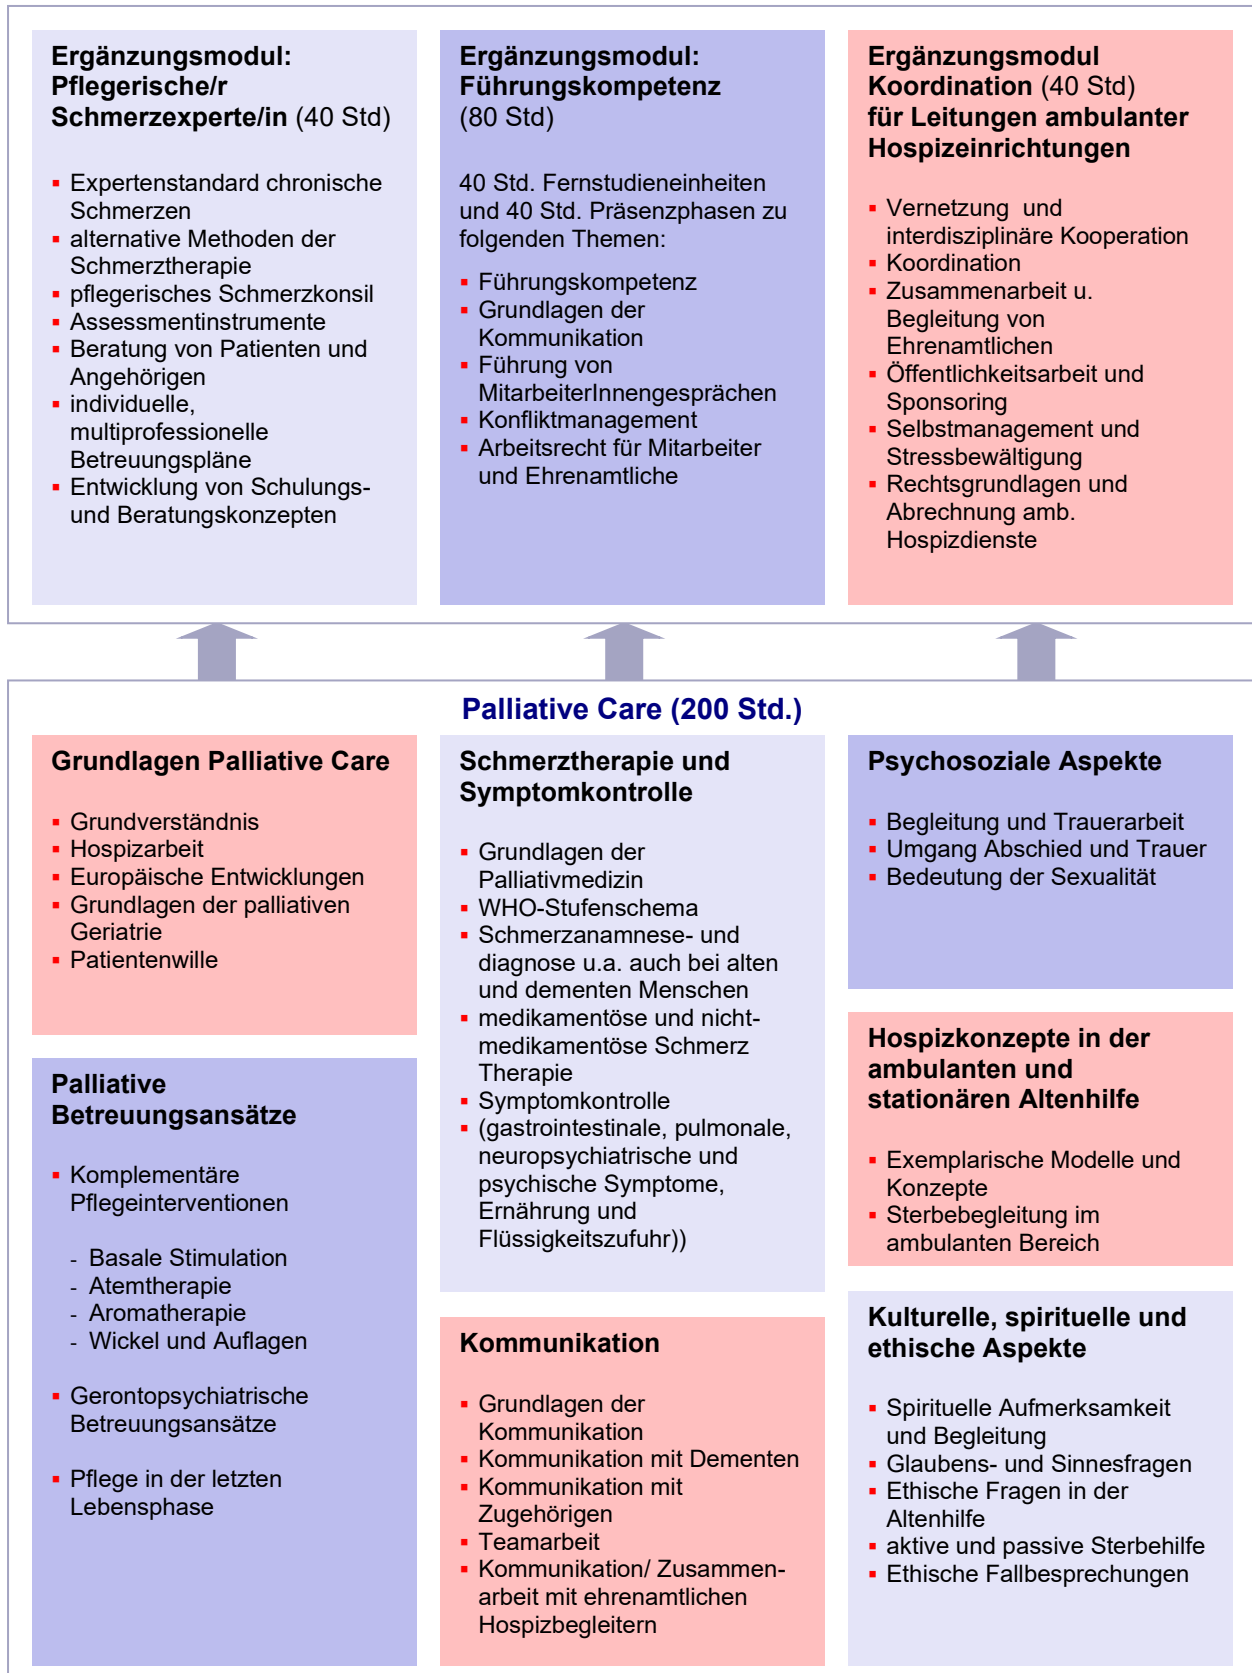 Ergänzungsmodul:
Pflegerische/r
Schmerzexperte/in (40 Std)
▪ Expertenstandard chronische
Schmerzen
▪ alternative Methoden der
Schmerztherapie
▪ pflegerisches Schmerzkonsil
▪ Assessmentinstrumente
▪ Beratung von Patienten und
Angehörigen
▪ individuelle,
multiprofessionelle
Betreuungspläne
▪ Entwicklung von Schulungs-
und Beratungskonzepten
Ergänzungsmodul:
Führungskompetenz
(80 Std)
40 Std. Fernstudieneinheiten
und 40 Std. Präsenzphasen zu
folgenden Themen:
▪ Führungskompetenz
▪ Grundlagen der
Kommunikation
▪ Führung von
MitarbeiterInnengesprächen
▪ Konfliktmanagement
▪ Arbeitsrecht für Mitarbeiter
und Ehrenamtliche
Ergänzungsmodul
Koordination (40 Std)
für Leitungen ambulanter
Hospizeinrichtungen
▪ Vernetzung und
interdisziplinäre Kooperation
▪ Koordination
▪ Zusammenarbeit u.
Begleitung von
Ehrenamtlichen
▪ Öffentlichkeitsarbeit und
Sponsoring
▪ Selbstmanagement und
Stressbewältigung
▪ Rechtsgrundlagen und
Abrechnung amb.
Hospizdienste
Palliative Care (200 Std.)
Grundlagen Palliative Care
▪ Grundverständnis
▪ Hospizarbeit
▪ Europäische Entwicklungen
▪ Grundlagen der palliativen
Geriatrie
▪ Patientenwille
Palliative
Betreuungsansätze
▪ Komplementäre
Pflegeinterventionen
- Basale Stimulation
- Atemtherapie
- Aromatherapie
- Wickel und Auflagen
▪ Gerontopsychiatrische
Betreuungsansätze
▪ Pflege in der letzten
Lebensphase
Schmerztherapie und
Symptomkontrolle
▪ Grundlagen der
Palliativmedizin
▪ WHO-Stufenschema
▪ Schmerzanamnese- und
diagnose u.a. auch bei alten
und dementen Menschen
▪ medikamentöse und nicht-
medikamentöse Schmerz
Therapie
▪ Symptomkontrolle
▪ (gastrointestinale, pulmonale,
neuropsychiatrische und
psychische Symptome,
Ernährung und
Flüssigkeitszufuhr))
Kommunikation
▪ Grundlagen der
Kommunikation
▪ Kommunikation mit Dementen
▪ Kommunikation mit
Zugehörigen
▪ Teamarbeit
▪ Kommunikation/ Zusammen-
arbeit mit ehrenamtlichen
Hospizbegleitern
Psychosoziale Aspekte
▪ Begleitung und Trauerarbeit
▪ Umgang Abschied und Trauer
▪ Bedeutung der Sexualität
Hospizkonzepte in der
ambulanten und
stationären Altenhilfe
▪ Exemplarische Modelle und
Konzepte
▪ Sterbebegleitung im
ambulanten Bereich
Kulturelle, spirituelle und
ethische Aspekte
▪ Spirituelle Aufmerksamkeit
und Begleitung
▪ Glaubens- und Sinnesfragen
▪ Ethische Fragen in der
Altenhilfe
▪ aktive und passive Sterbehilfe
▪ Ethische Fallbesprechungen